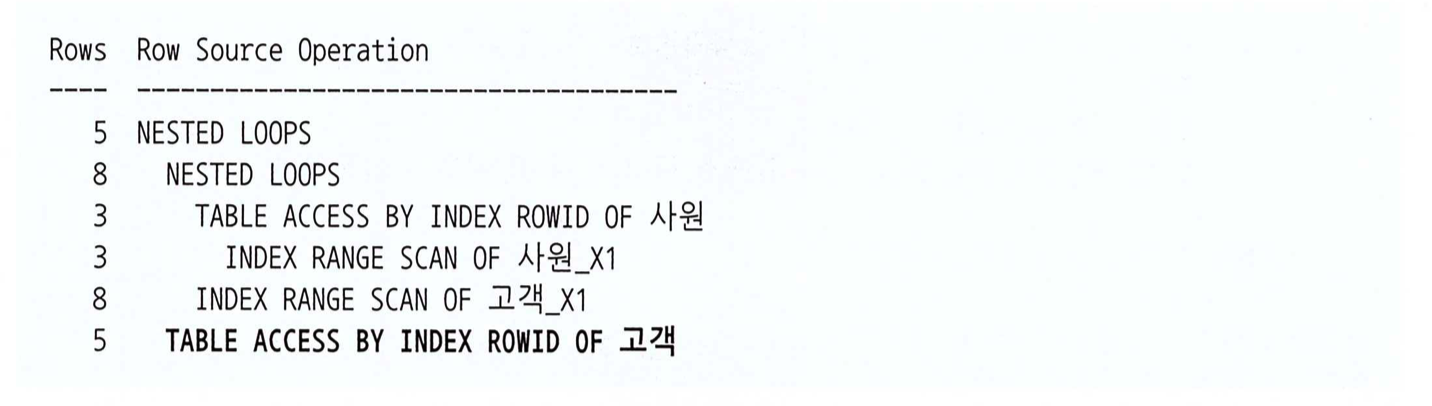 Rows  Row Source Operation
----  -------------------------------------
   5  NESTED LOOPS
   8    NESTED LOOPS
   3      TABLE ACCESS BY INDEX ROWID OF 사원
   3        INDEX RANGE SCAN OF 사원_X1
   8      INDEX RANGE SCAN OF 고객_X1
   5    TABLE ACCESS BY INDEX ROWID OF 고객